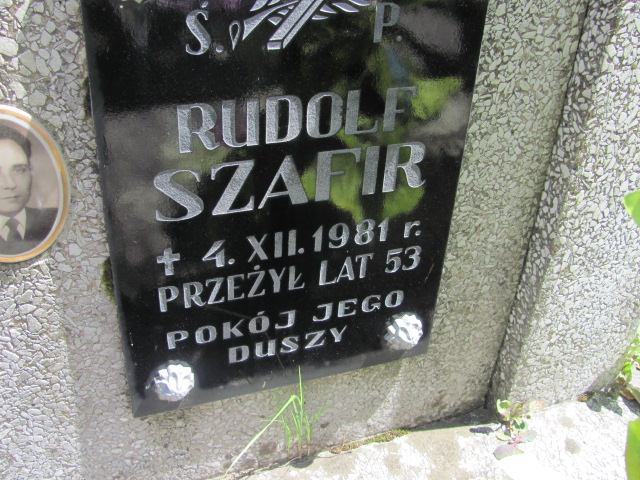 Ś. P.
RUDOLF
SZAFIR
+ 4. XII. 1981 r.
PRZEŻYŁ LAT 53
POKÓJ JEGO
DUSZY